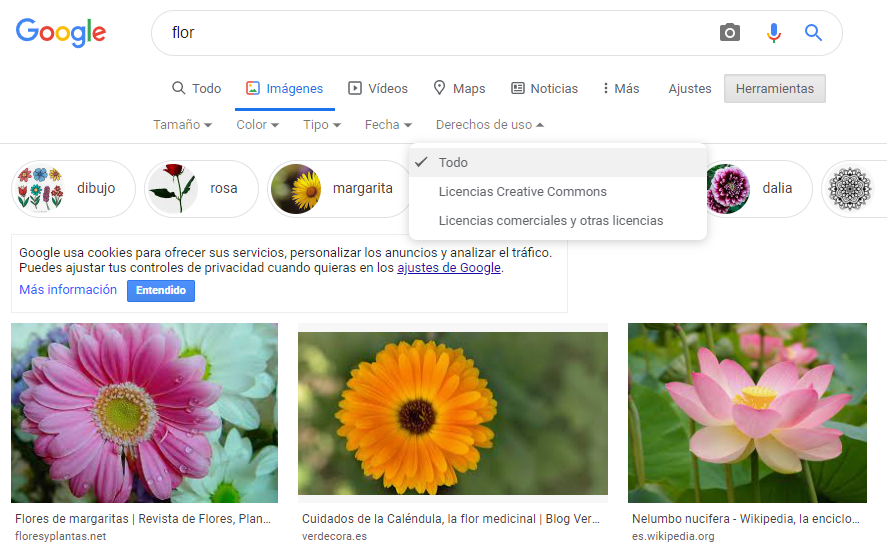 Google
flor
Todo
Imágenes
Vídeos
Maps
Noticias
Más
Ajustes
Herramientas
Tamaño
Color
Tipo
Fecha
Derechos de uso
Todo
Licencias Creative Commons
Licencias comerciales y otras licencias
dibujo
rosa
margarita
dalia
Google usa cookies para ofrecer sus servicios, personalizar los anuncios y analizar el tráfico.
Puedes ajustar tus controles de privacidad cuando quieras en los ajustes de Google.
Más información
Entendido
Flores de margaritas | Revista de Flores, Plan...
floresyplantas.net
Cuidados de la Caléndula, la flor medicinal | Blog Ver...
verdecora.es
Nelumbo nucifera - Wikipedia, la enciclo...
es.wikipedia.org